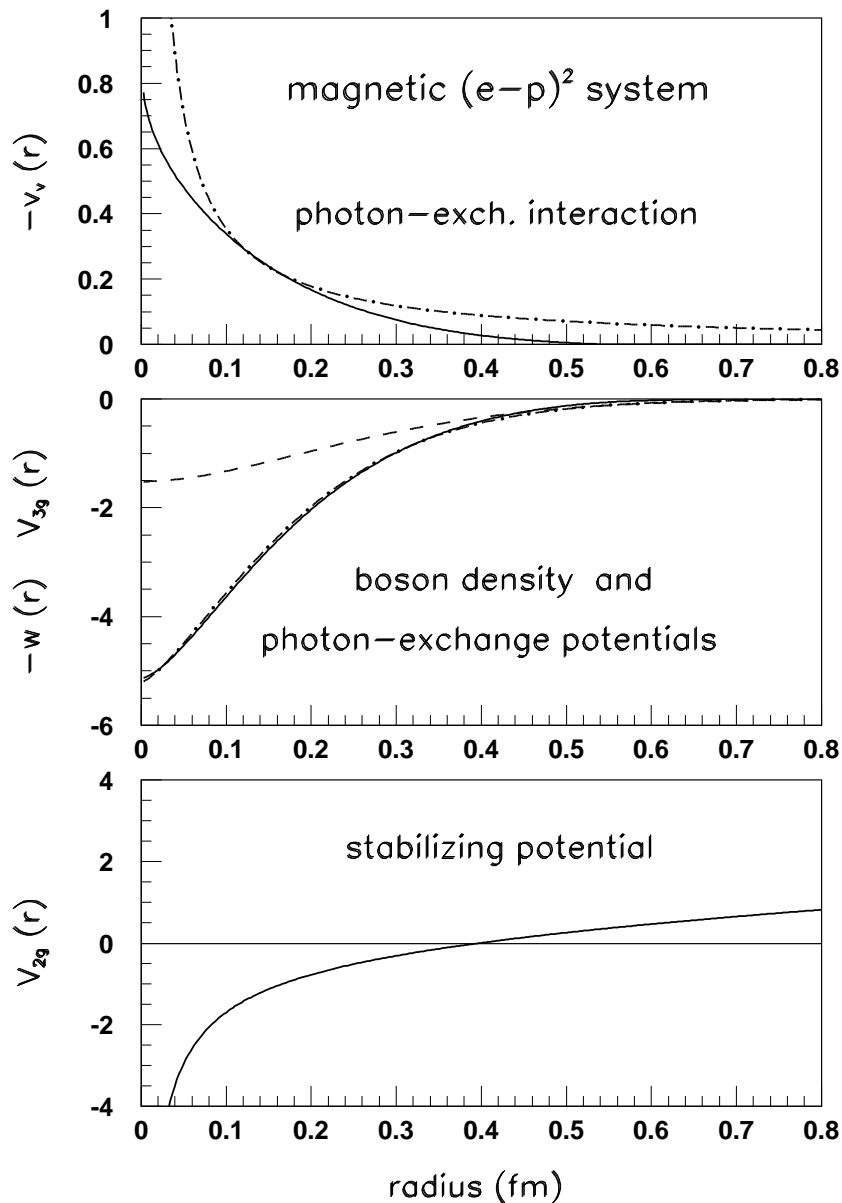 1
0.8
0.6
0.4
0.2
0
−v_v (r)
magnetic (e−p)² system
photon−exch. interaction
0 0.1 0.2 0.3 0.4 0.5 0.6 0.7 0.8
0
-2
-4
-6
−w (r) V_3g (r)
boson density and
photon−exchange potentials
0 0.1 0.2 0.3 0.4 0.5 0.6 0.7 0.8
4
2
0
-2
-4
V_2g (r)
stabilizing potential
0 0.1 0.2 0.3 0.4 0.5 0.6 0.7 0.8
radius (fm)